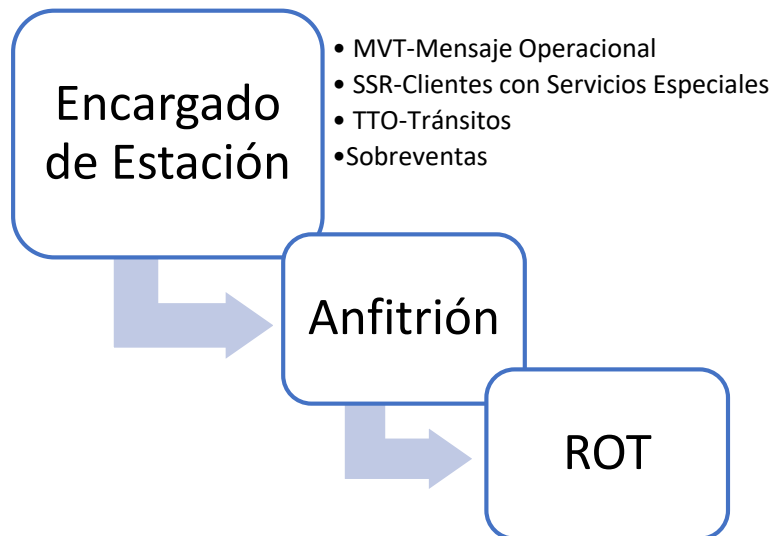 Encargado
de Estación
• MVT-Mensaje Operacional
• SSR-Clientes con Servicios Especiales
• TTO-Tránsitos
•Sobreventas
Anfitrión
ROT